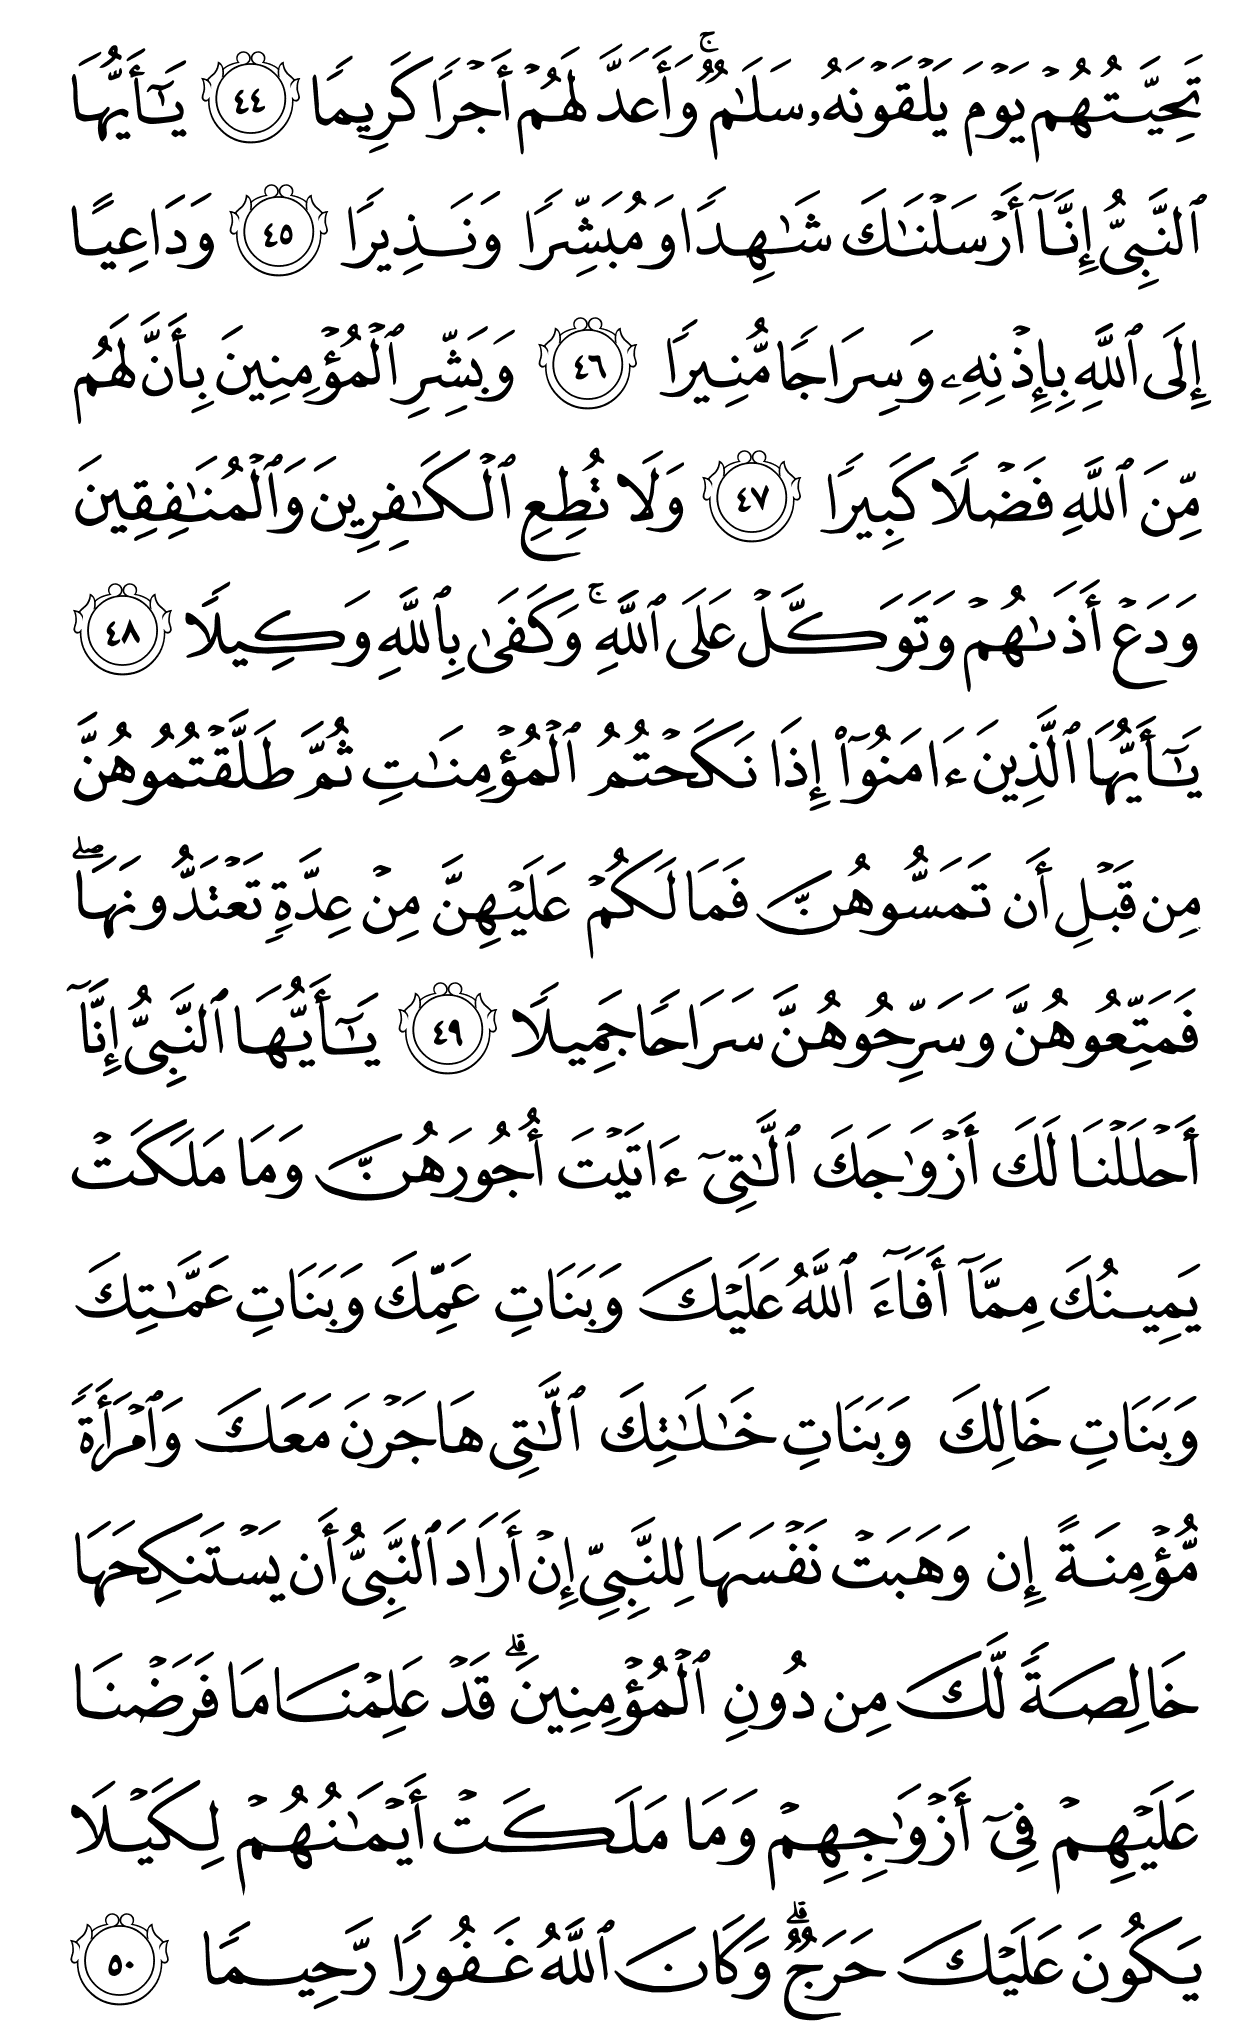 تَحِيَّتُهُمْ يَوْمَ يَلْقَوْنَهُۥ سَلَٰمٌۚ وَأَعَدَّ لَهُمْ أَجْرًا كَرِيمًا ٤٤ يَٰٓأَيُّهَا
ٱلنَّبِىُّ إِنَّآ أَرْسَلْنَٰكَ شَٰهِدًا وَمُبَشِّرًا وَنَذِيرًا ٤٥ وَدَاعِيًا
إِلَى ٱللَّهِ بِإِذْنِهِۦ وَسِرَاجًا مُّنِيرًا ٤٦ وَبَشِّرِ ٱلْمُؤْمِنِينَ بِأَنَّ لَهُم
مِّنَ ٱللَّهِ فَضْلًا كَبِيرًا ٤٧ وَلَا تُطِعِ ٱلْكَٰفِرِينَ وَٱلْمُنَٰفِقِينَ
وَدَعْ أَذَىٰهُمْ وَتَوَكَّلْ عَلَى ٱللَّهِۚ وَكَفَىٰ بِٱللَّهِ وَكِيلًا ٤٨
يَٰٓأَيُّهَا ٱلَّذِينَ ءَامَنُوٓا۟ إِذَا نَكَحْتُمُ ٱلْمُؤْمِنَٰتِ ثُمَّ طَلَّقْتُمُوهُنَّ
مِن قَبْلِ أَن تَمَسُّوهُنَّ فَمَا لَكُمْ عَلَيْهِنَّ مِنْ عِدَّةٍ تَعْتَدُّونَهَاۖ
فَمَتِّعُوهُنَّ وَسَرِّحُوهُنَّ سَرَاحًا جَمِيلًا ٤٩ يَٰٓأَيُّهَا ٱلنَّبِىُّ إِنَّآ
أَحْلَلْنَا لَكَ أَزْوَٰجَكَ ٱلَّٰتِىٓ ءَاتَيْتَ أُجُورَهُنَّ وَمَا مَلَكَتْ
يَمِينُكَ مِمَّآ أَفَآءَ ٱللَّهُ عَلَيْكَ وَبَنَاتِ عَمِّكَ وَبَنَاتِ عَمَّٰتِكَ
وَبَنَاتِ خَالِكَ وَبَنَاتِ خَٰلَٰتِكَ ٱلَّٰتِى هَاجَرْنَ مَعَكَ وَٱمْرَأَةً
مُّؤْمِنَةً إِن وَهَبَتْ نَفْسَهَا لِلنَّبِىِّ إِنْ أَرَادَ ٱلنَّبِىُّ أَن يَسْتَنكِحَهَا
خَالِصَةً لَّكَ مِن دُونِ ٱلْمُؤْمِنِينَۗ قَدْ عَلِمْنَا مَا فَرَضْنَا
عَلَيْهِمْ فِىٓ أَزْوَٰجِهِمْ وَمَا مَلَكَتْ أَيْمَٰنُهُمْ لِكَيْلَا
يَكُونَ عَلَيْكَ حَرَجٌۗ وَكَانَ ٱللَّهُ غَفُورًا رَّحِيمًا ٥٠